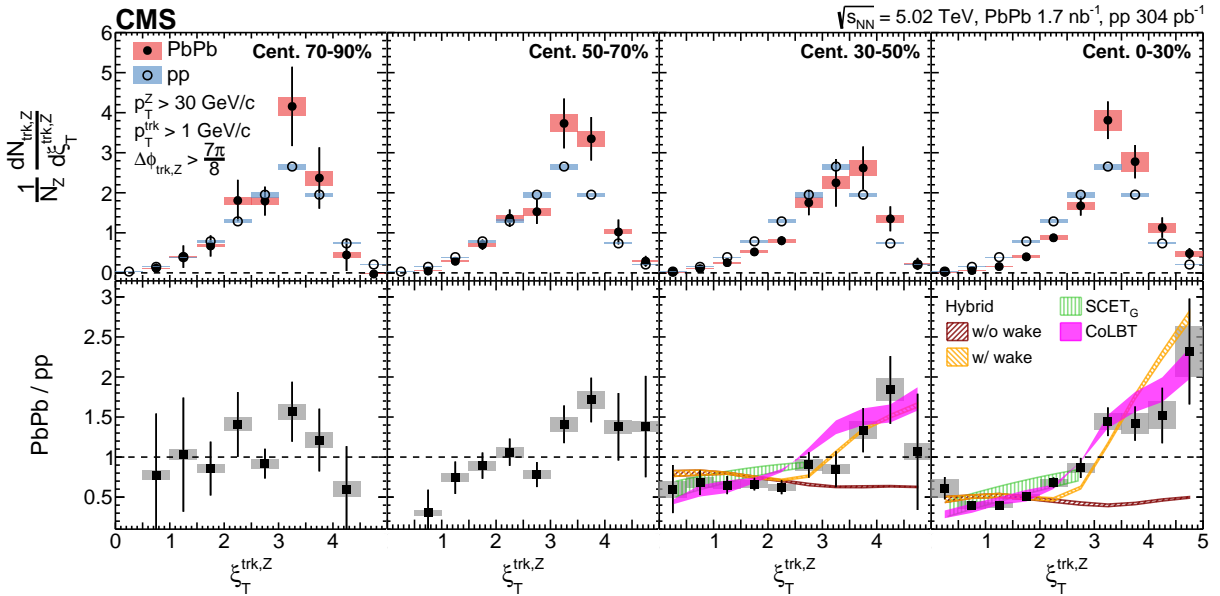 CMS
√s_NN = 5.02 TeV, PbPb 1.7 nb⁻¹, pp 304 pb⁻¹
PbPb
pp
p_T^Z > 30 GeV/c
p_T^trk > 1 GeV/c
Δϕ_trk,Z > 7π/8
Cent. 70-90%
Cent. 50-70%
Cent. 30-50%
Cent. 0-30%
1/N_Z dN_trk,Z/dξ_T^trk,Z
6
5
4
3
2
1
0
Hybrid
w/o wake
w/ wake
SCET_G
CoLBT
PbPb / pp
3
2.5
2
1.5
1
0.5
0 1 2 3 4
1 2 3 4
1 2 3 4
1 2 3 4 5
ξ_T^trk,Z
ξ_T^trk,Z
ξ_T^trk,Z
ξ_T^trk,Z